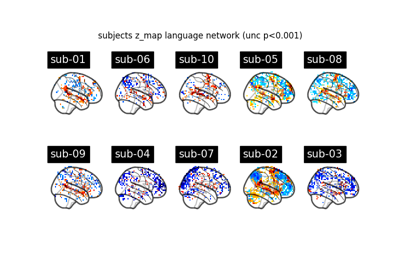 subjects z_map language network (unc p<0.001)
sub-01 sub-06 sub-10 sub-05 sub-08
sub-09 sub-04 sub-07 sub-02 sub-03